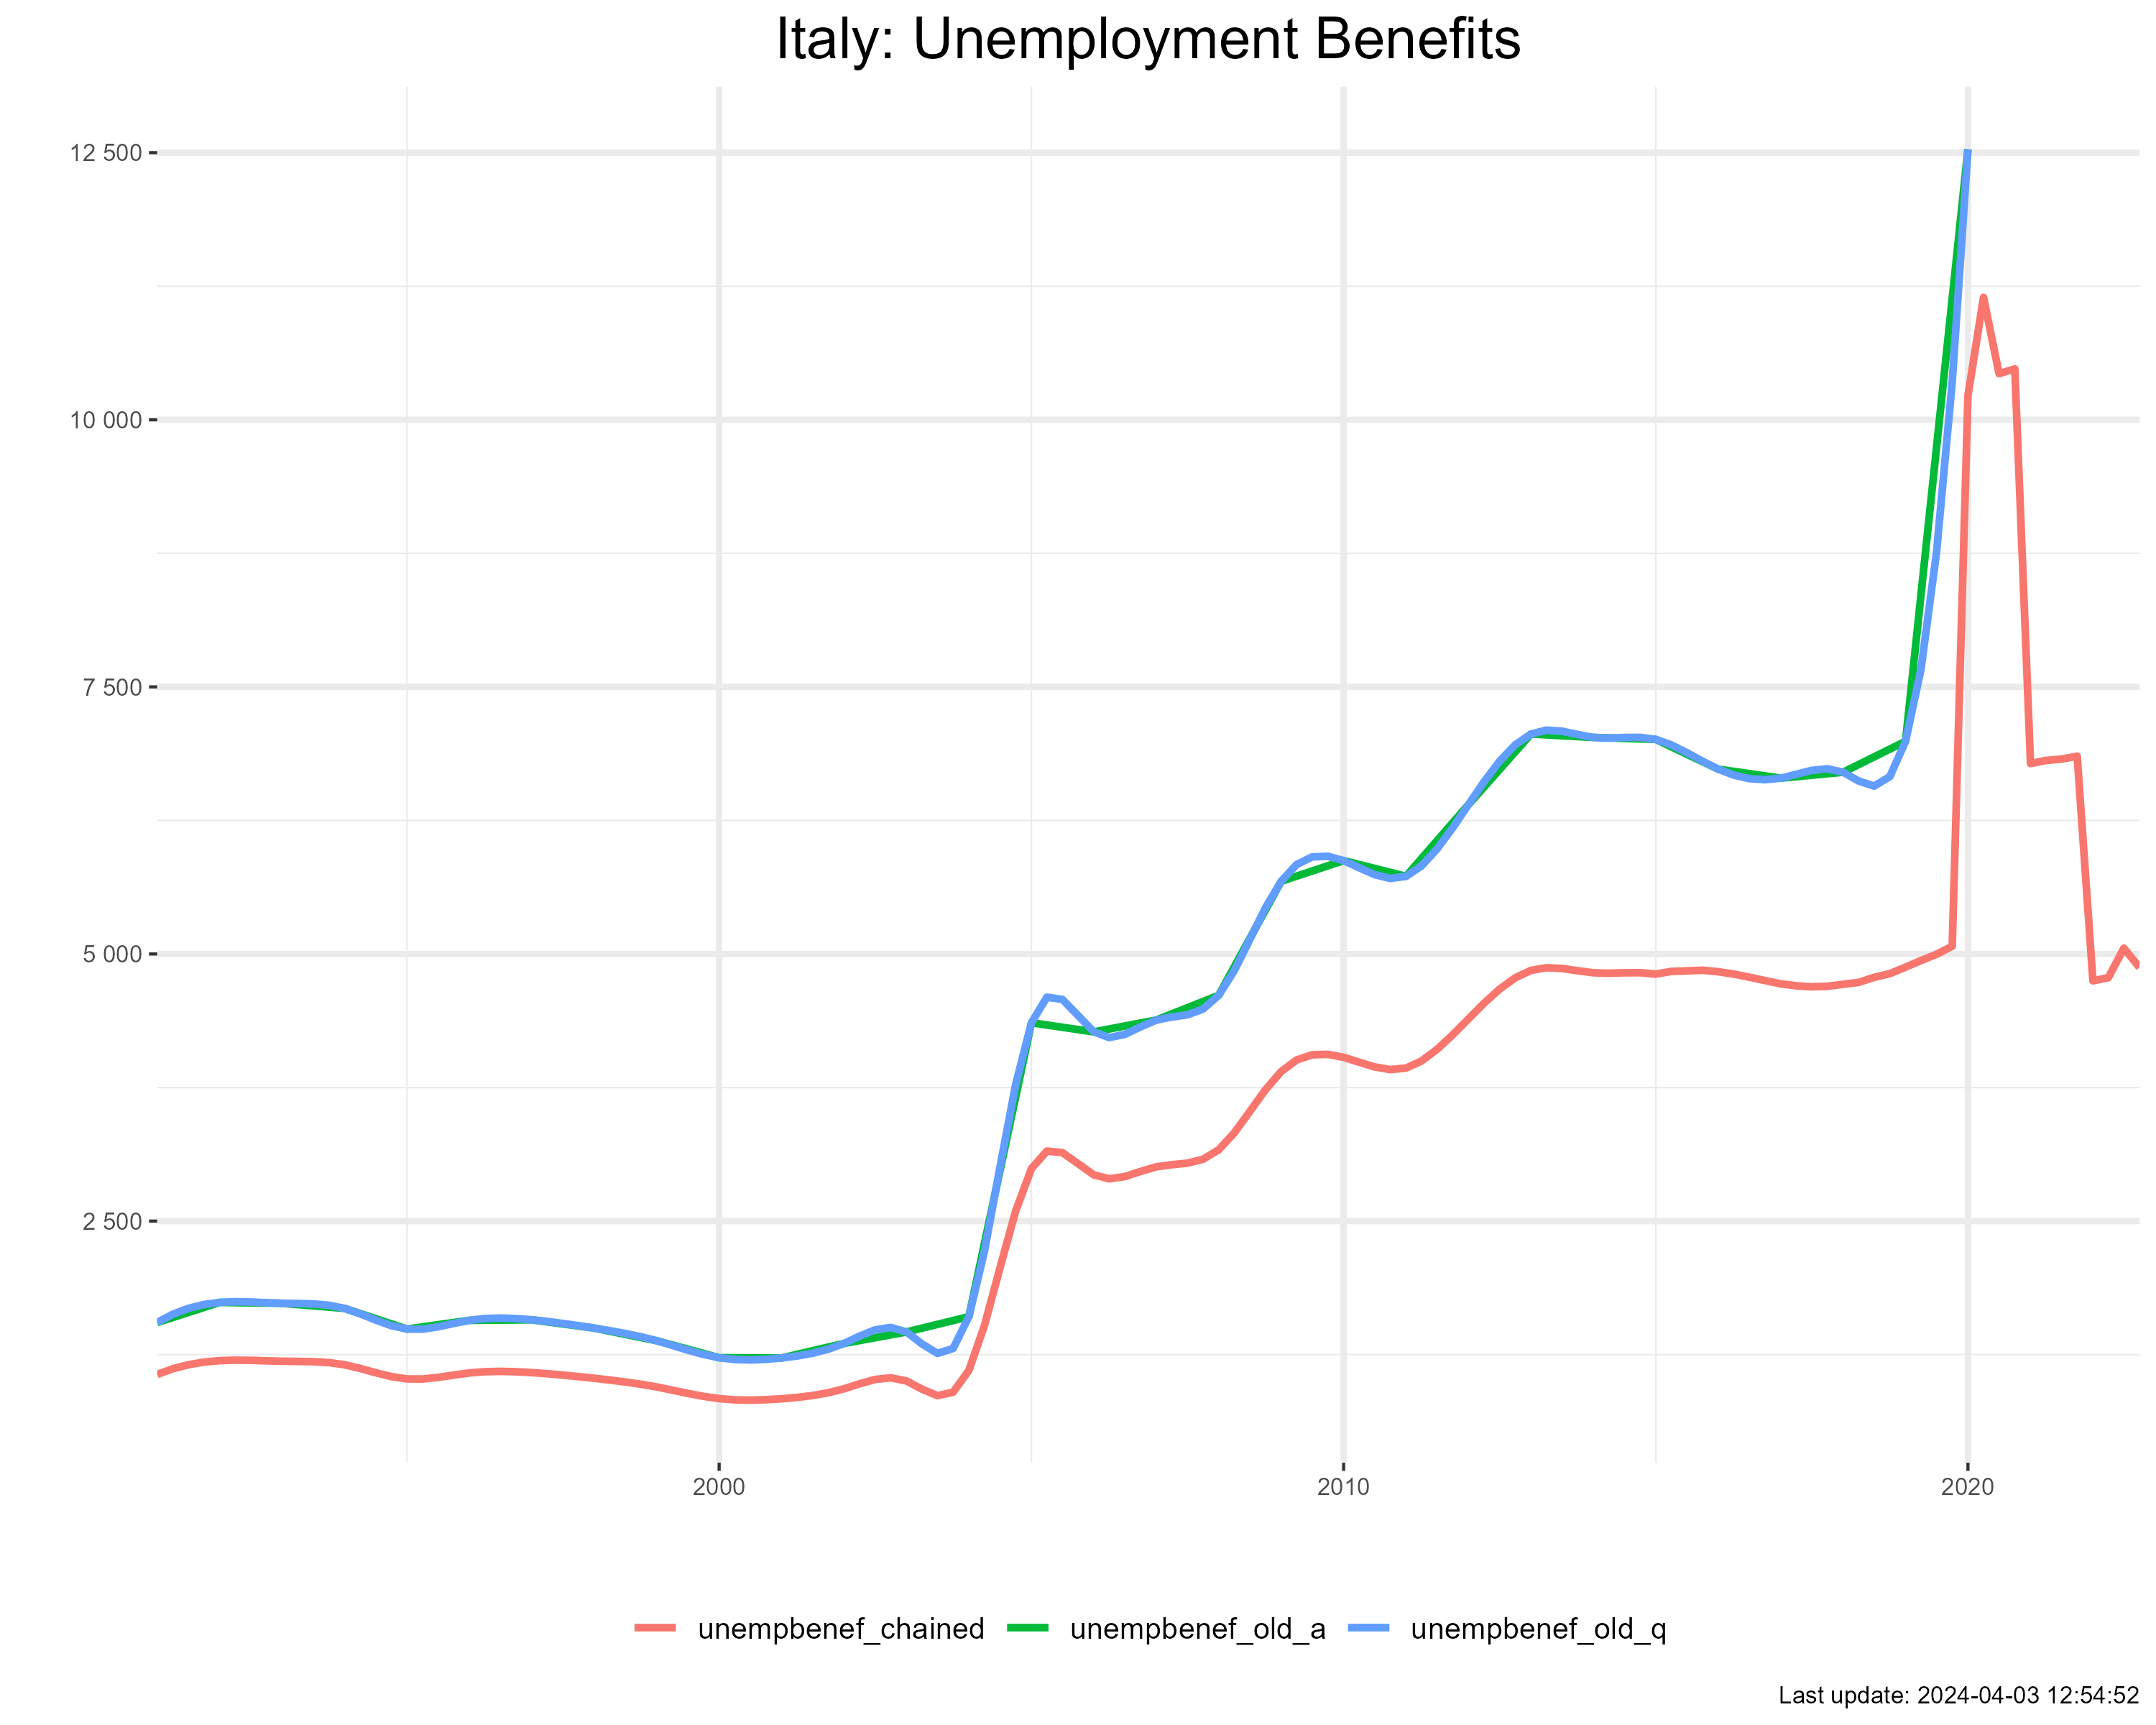 Italy: Unemployment Benefits
12 500
10 000
7 500
5 000
2 500
2000 2010 2020
unempbenef_chained unempbenef_old_a unempbenef_old_q
Last update: 2024-04-03 12:54:52